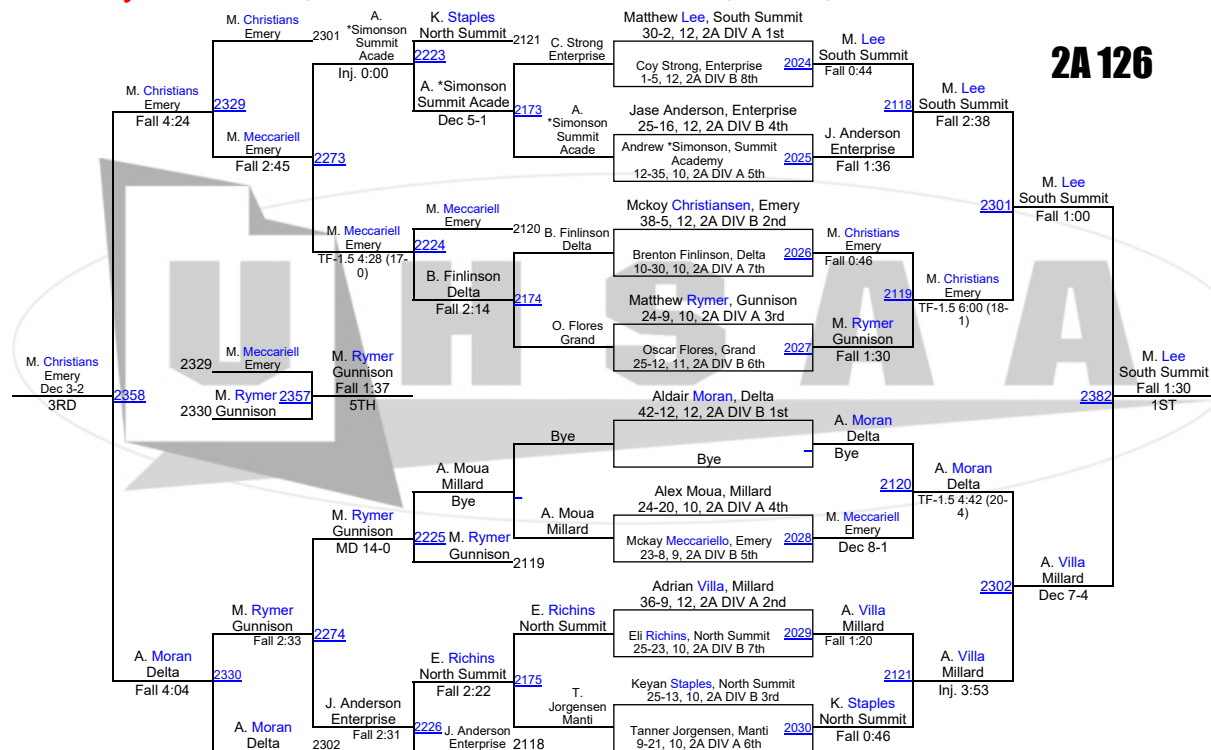 2A 126
M. Christians
Emery
2301
A.
*Simonson
Summit
Acade
Inj. 0:00
K. Staples
North Summit
2121
2223
A. *Simonson
Summit Acade
Dec 5-1
C. Strong
Enterprise
2173
A.
*Simonson
Summit
Acade
Matthew Lee, South Summit
30-2, 12, 2A DIV A 1st
Coy Strong, Enterprise
1-5, 12, 2A DIV B 8th
2024
M. Lee
South Summit
Fall 0:44
Jase Anderson, Enterprise
25-16, 12, 2A DIV B 4th
Andrew *Simonson, Summit
Academy
12-35, 10, 2A DIV A 5th
2025
J. Anderson
Enterprise
Fall 1:36
2118
M. Lee
South Summit
Fall 2:38
M. Christians
Emery
Fall 4:24
2329
M. Meccariell
Emery
Fall 2:45
2273
M. Meccariell
Emery
TF-1.5 4:28 (17-
0)
M. Meccariell
Emery
2120
2224
B. Finlinson
Delta
Fall 2:14
B. Finlinson
Delta
2174
O. Flores
Grand
Mckoy Christiansen, Emery
38-5, 12, 2A DIV B 2nd
Brenton Finlinson, Delta
10-30, 10, 2A DIV A 7th
2026
M. Christians
Emery
Fall 0:46
Matthew Rymer, Gunnison
24-9, 10, 2A DIV A 3rd
Oscar Flores, Grand
25-12, 11, 2A DIV B 6th
2027
M. Rymer
Gunnison
Fall 1:30
2119
M. Christians
Emery
TF-1.5 6:00 (18-
1)
2301
M. Lee
South Summit
Fall 1:00
UHSAA
M. Christians
Emery
Dec 3-2
3RD
2358
2329
M. Meccariell
Emery
M. Rymer
2330
Gunnison
2357
M. Rymer
Gunnison
Fall 1:37
5TH
M. Lee
South Summit
Fall 1:30
1ST
2382
Aldair Moran, Delta
42-12, 12, 2A DIV B 1st
Bye
Bye
A. Moran
Delta
Bye
A. Moua
Millard
Bye
A. Moua
Millard
Alex Moua, Millard
24-20, 10, 2A DIV A 4th
Mckay Meccariello, Emery
23-8, 9, 2A DIV B 5th
2028
M. Meccariell
Emery
Dec 8-1
2120
A. Moran
Delta
TF-1.5 4:42 (20-
4)
M. Rymer
Gunnison
MD 14-0
2225
M. Rymer
Gunnison
2119
2302
A. Villa
Millard
Dec 7-4
Adrian Villa, Millard
36-9, 12, 2A DIV A 2nd
Eli Richins, North Summit
25-23, 10, 2A DIV B 7th
2029
A. Villa
Millard
Fall 1:20
M. Rymer
Gunnison
Fall 2:33
2274
E. Richins
North Summit
E. Richins
North Summit
Fall 2:22
2175
T.
Jorgensen
Manti
Keyan Staples, North Summit
25-13, 10, 2A DIV B 3rd
Tanner Jorgensen, Manti
9-21, 10, 2A DIV A 6th
2030
K. Staples
North Summit
Fall 0:46
2121
A. Villa
Millard
Inj. 3:53
A. Moran
Delta
Fall 4:04
2330
A. Moran
Delta
2302
J. Anderson
Enterprise
Fall 2:31
2226
J. Anderson
Enterprise
2118